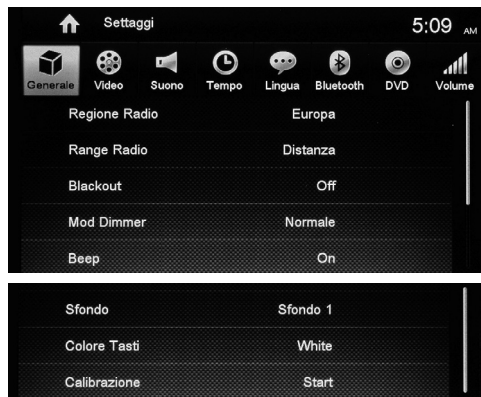 Settaggi 5:09 AM
Generale Video Suono Tempo Lingua Bluetooth DVD Volume
Regione Radio Europa
Range Radio Distanza
Blackout Off
Mod Dimmer Normale
Beep On
Sfondo Sfondo 1
Colore Tasti White
Calibrazione Start